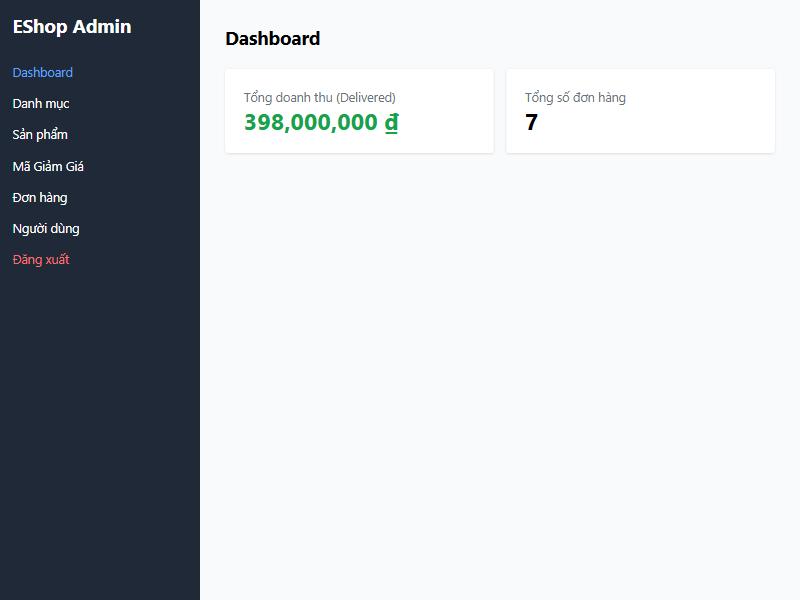 EShop Admin
Dashboard
Danh mục
Sản phẩm
Mã Giảm Giá
Đơn hàng
Người dùng
Đăng xuất
Dashboard
Tổng doanh thu (Delivered)
398,000,000 ₫
Tổng số đơn hàng
7